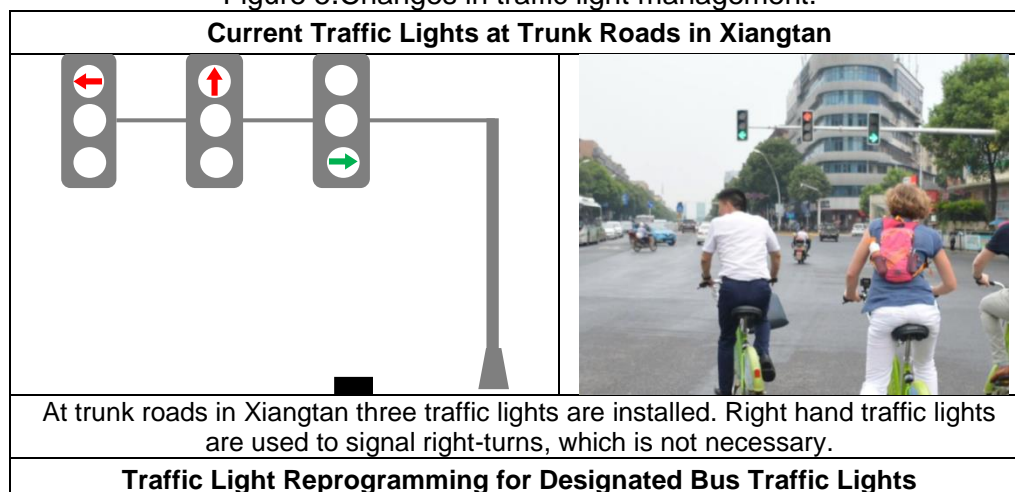 Figure 3.Changes in traffic light management.
Current Traffic Lights at Trunk Roads in Xiangtan
At trunk roads in Xiangtan three traffic lights are installed. Right hand traffic lights
are used to signal right-turns, which is not necessary.
Traffic Light Reprogramming for Designated Bus Traffic Lights